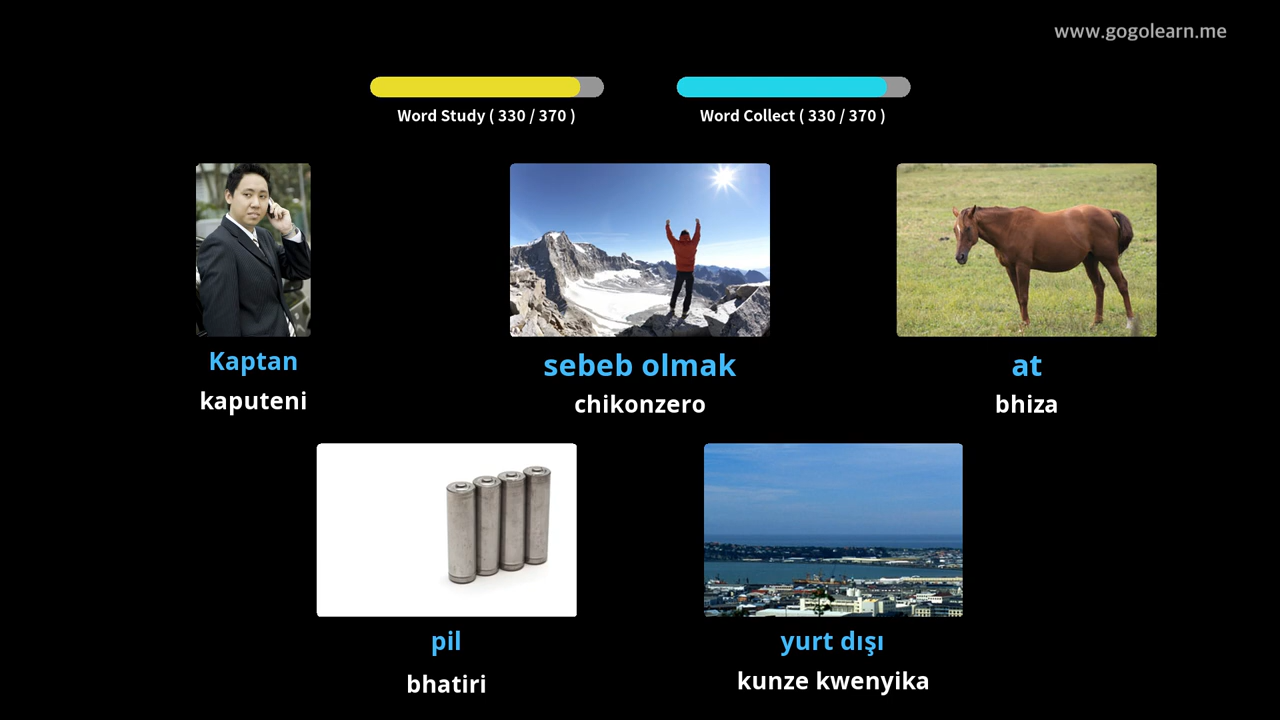 www.gogolearn.me
Word Study ( 330 / 370 )
Word Collect ( 330 / 370 )
Kaptan
kaputeni
sebeb olmak
chikonzero
at
bhiza
pil
bhatiri
yurt dışı
kunze kwenyika